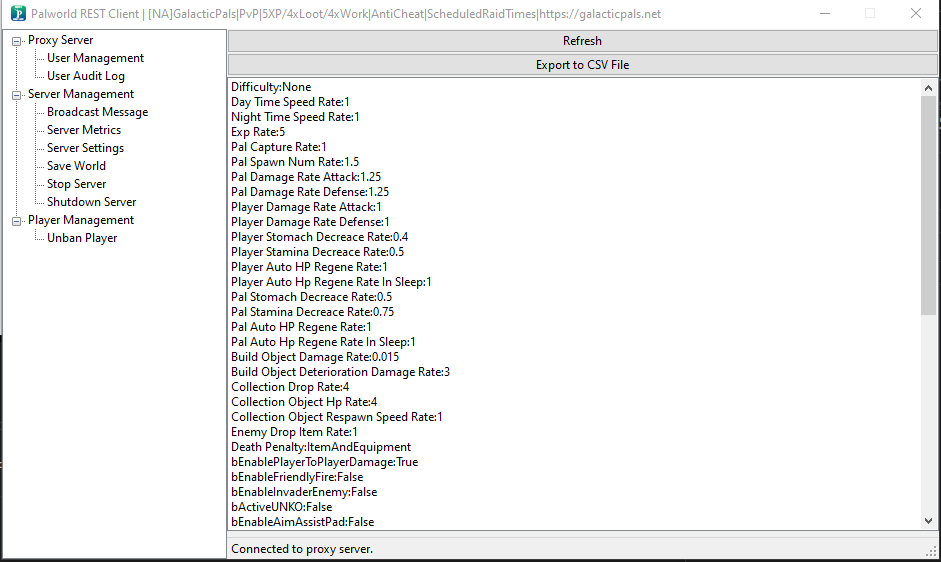 Palworld REST Client | [NA]GalacticPals|PvP|5XP/4xLoot/4xWork|AntiCheat|ScheduledRaidTimes|https://galacticpals.net
Proxy Server
User Management
User Audit Log
Server Management
Broadcast Message
Server Metrics
Server Settings
Save World
Stop Server
Shutdown Server
Player Management
Unban Player
Refresh
Export to CSV File
Difficulty:None
Day Time Speed Rate:1
Night Time Speed Rate:1
Exp Rate:5
Pal Capture Rate:1
Pal Spawn Num Rate:1.5
Pal Damage Rate Attack:1.25
Pal Damage Rate Defense:1.25
Player Damage Rate Attack:1
Player Damage Rate Defense:1
Player Stomach Decreace Rate:0.4
Player Stamina Decreace Rate:0.5
Player Auto HP Regene Rate:1
Player Auto Hp Regene Rate In Sleep:1
Pal Stomach Decreace Rate:0.5
Pal Stamina Decreace Rate:0.75
Pal Auto HP Regene Rate:1
Pal Auto Hp Regene Rate In Sleep:1
Build Object Damage Rate:0.015
Build Object Deterioration Damage Rate:3
Collection Drop Rate:4
Collection Object Hp Rate:4
Collection Object Respawn Speed Rate:1
Enemy Drop Item Rate:1
Death Penalty:ItemAndEquipment
bEnablePlayerToPlayerDamage:True
bEnableFriendlyFire:False
bEnableInvaderEnemy:False
bActiveUNKO:False
bEnableAimAssistPad:False
Connected to proxy server.